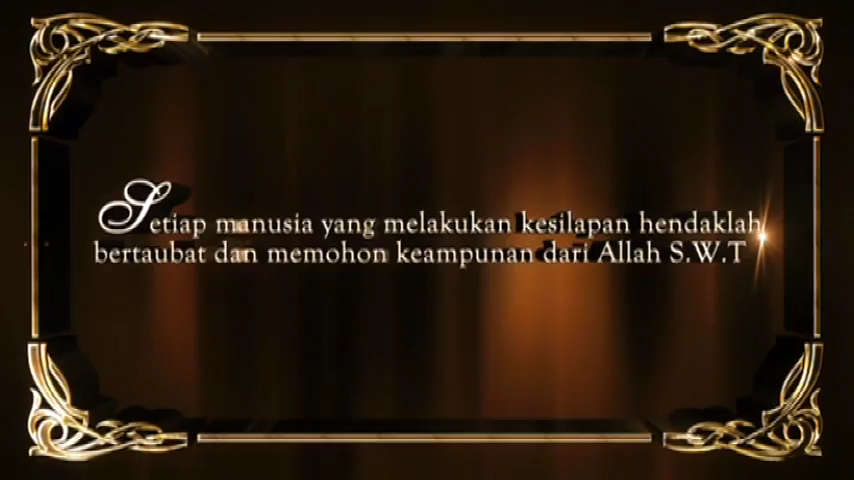 Setiap manusia yang melakukan kesilapan hendaklah
bertaubat dan memohon keampunan dari Allah S.W.T